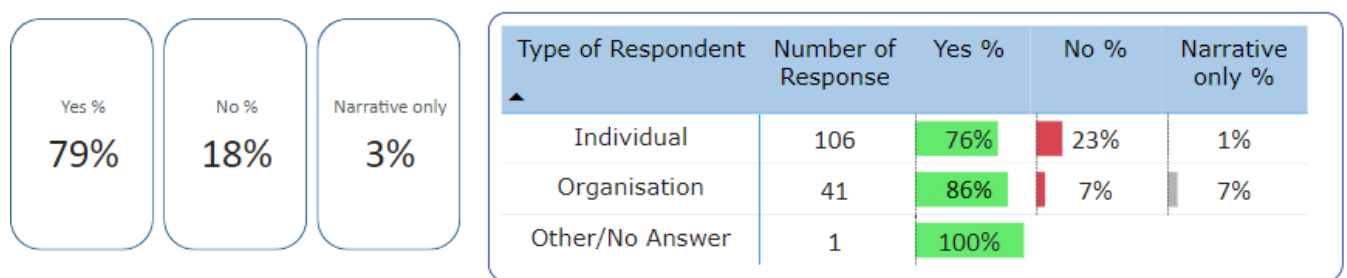 Yes %
79%
No %
18%
Narrative only
3%
Type of Respondent Number of Response Yes % No % Narrative only %
Individual 106 76% 23% 1%
Organisation 41 86% 7% 7%
Other/No Answer 1 100%